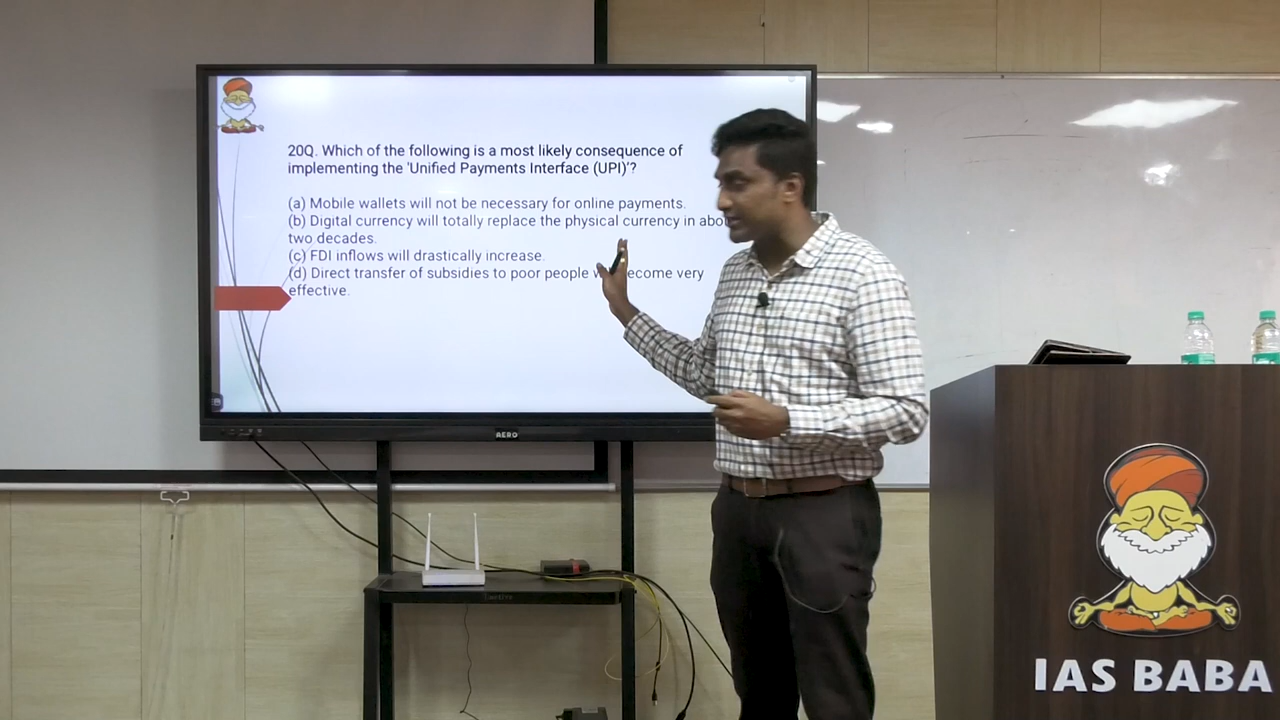 20Q. Which of the following is a most likely consequence of
implementing the 'Unified Payments Interface (UPI)'?
(a) Mobile wallets will not be necessary for online payments.
(b) Digital currency will totally replace the physical currency in
two decades.
(c) FDI inflows will drastically increase.
(d) Direct transfer of subsidies to poor people become very
effective.
AERO
IAS BABA